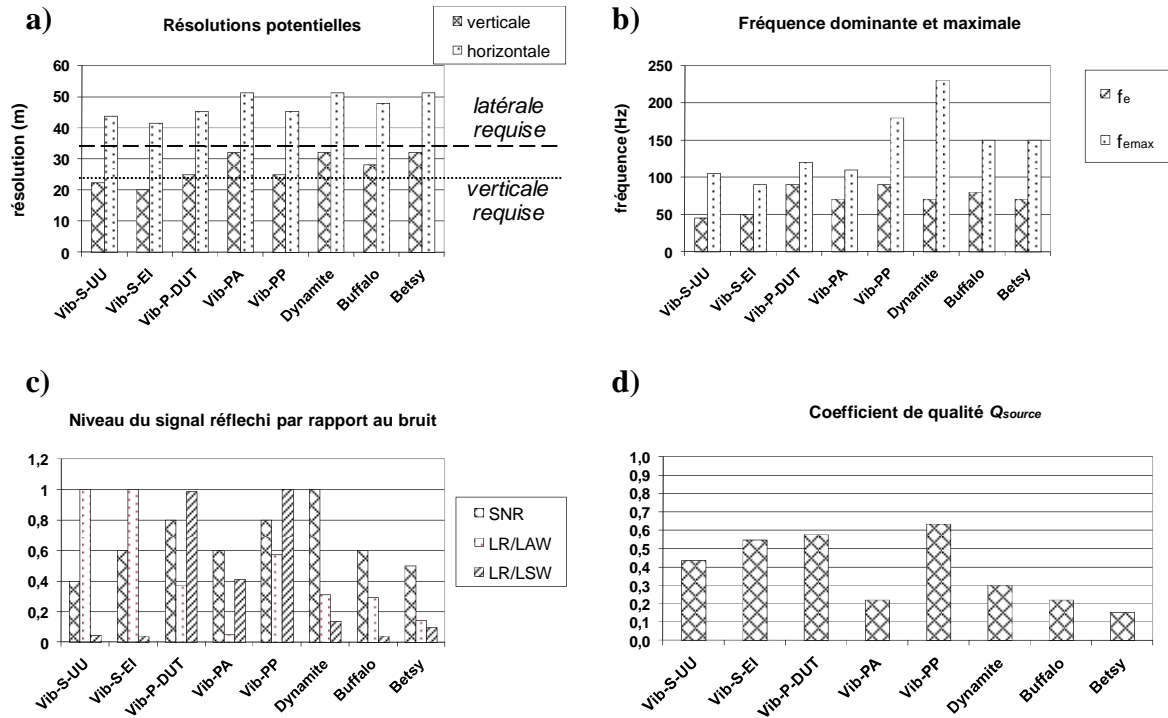 a)
Résolutions potentielles
verticale
horizontale
résolution (m)
60
50
40
30
20
10
0
latérale
requise
verticale
requise
Vib-S-UU
Vib-S-EI
Vib-P-DUT
Vib-PA
Vib-PP
Dynamite
Buffalo
Betsy
b)
Fréquence dominante et maximale
fréquence (Hz)
250
200
150
100
50
0
fe
femax
Vib-S-UU
Vib-S-EI
Vib-P-DUT
Vib-PA
Vib-PP
Dynamite
Buffalo
Betsy
c)
Niveau du signal réflechi par rapport au bruit
1,2
1
0,8
0,6
0,4
0,2
0
SNR
LR/LAW
LR/LSW
Vib-S-UU
Vib-S-EI
Vib-P-DUT
Vib-PA
Vib-PP
Dynamite
Buffalo
Betsy
d)
Coefficient de qualité Qsource
1,0
0,9
0,8
0,7
0,6
0,5
0,4
0,3
0,2
0,1
0,0
Vib-S-UU
Vib-S-EI
Vib-P-DUT
Vib-PA
Vib-PP
Dynamite
Buffalo
Betsy